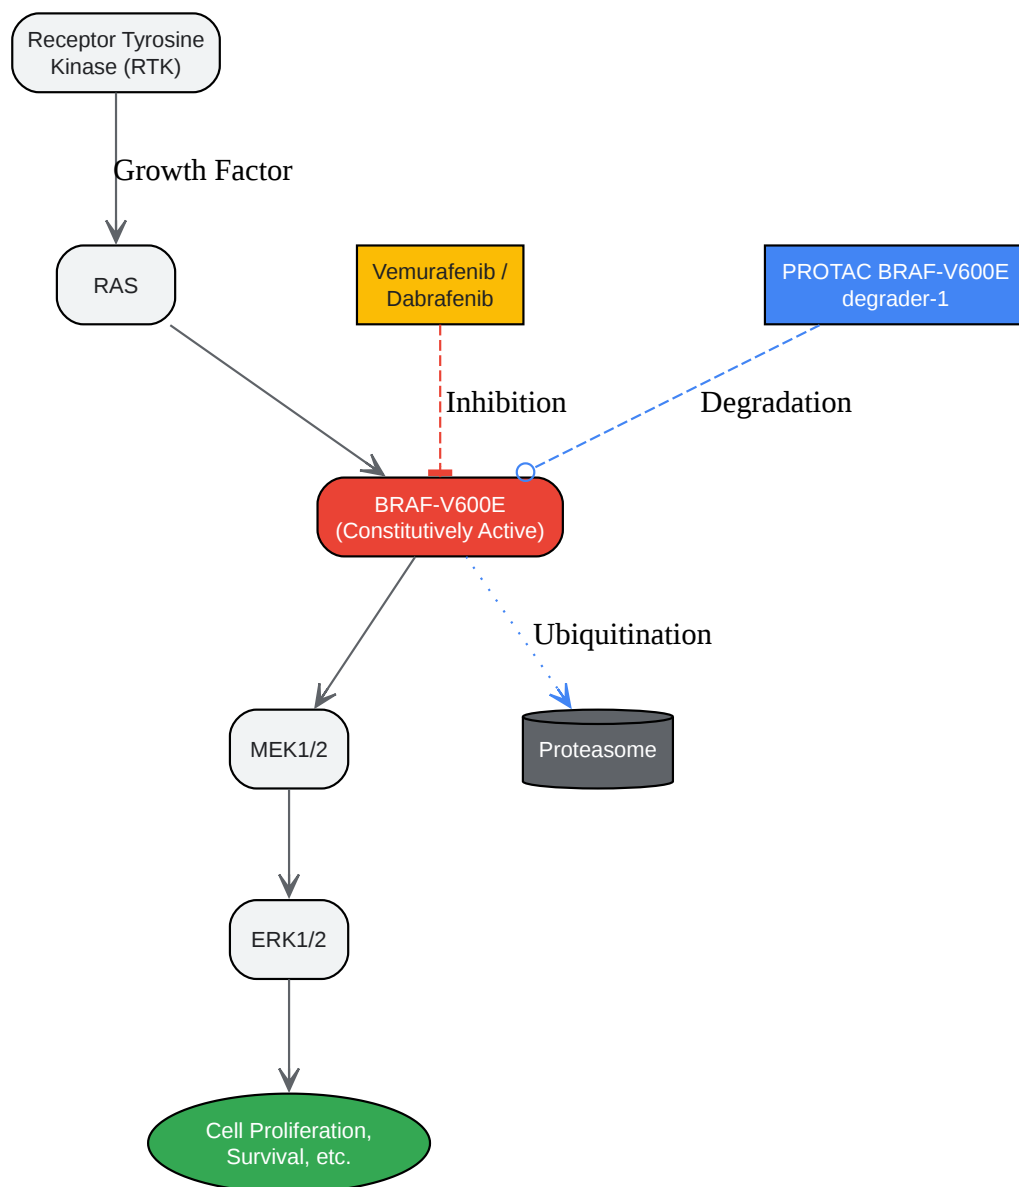 Receptor Tyrosine
Kinase (RTK)
Growth Factor
RAS
Vemurafenib /
Dabrafenib
PROTAC BRAF-V600E
degrader-1
Inhibition
Degradation
BRAF-V600E
(Constitutively Active)
Ubiquitination
MEK1/2
Proteasome
ERK1/2
Cell Proliferation,
Survival, etc.